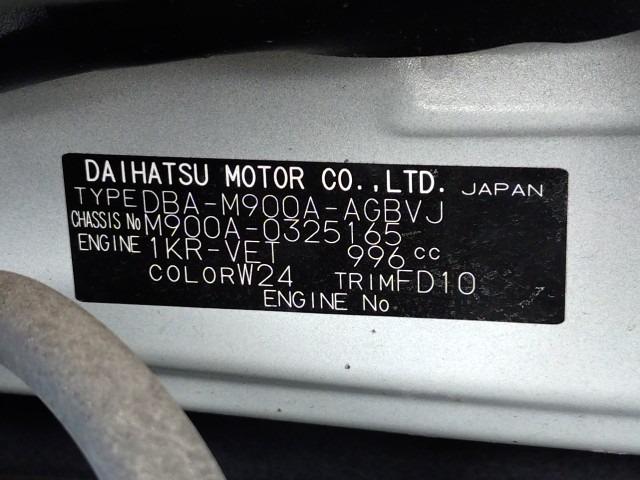 DAIHATSU MOTOR CO.,LTD. JAPAN
TYPE DBA-M900A-AGBVJ
CHASSIS No M900A-0325165
ENGINE 1KR-VET 996 cc
COLOR W24 TRIM FD10
ENGINE No